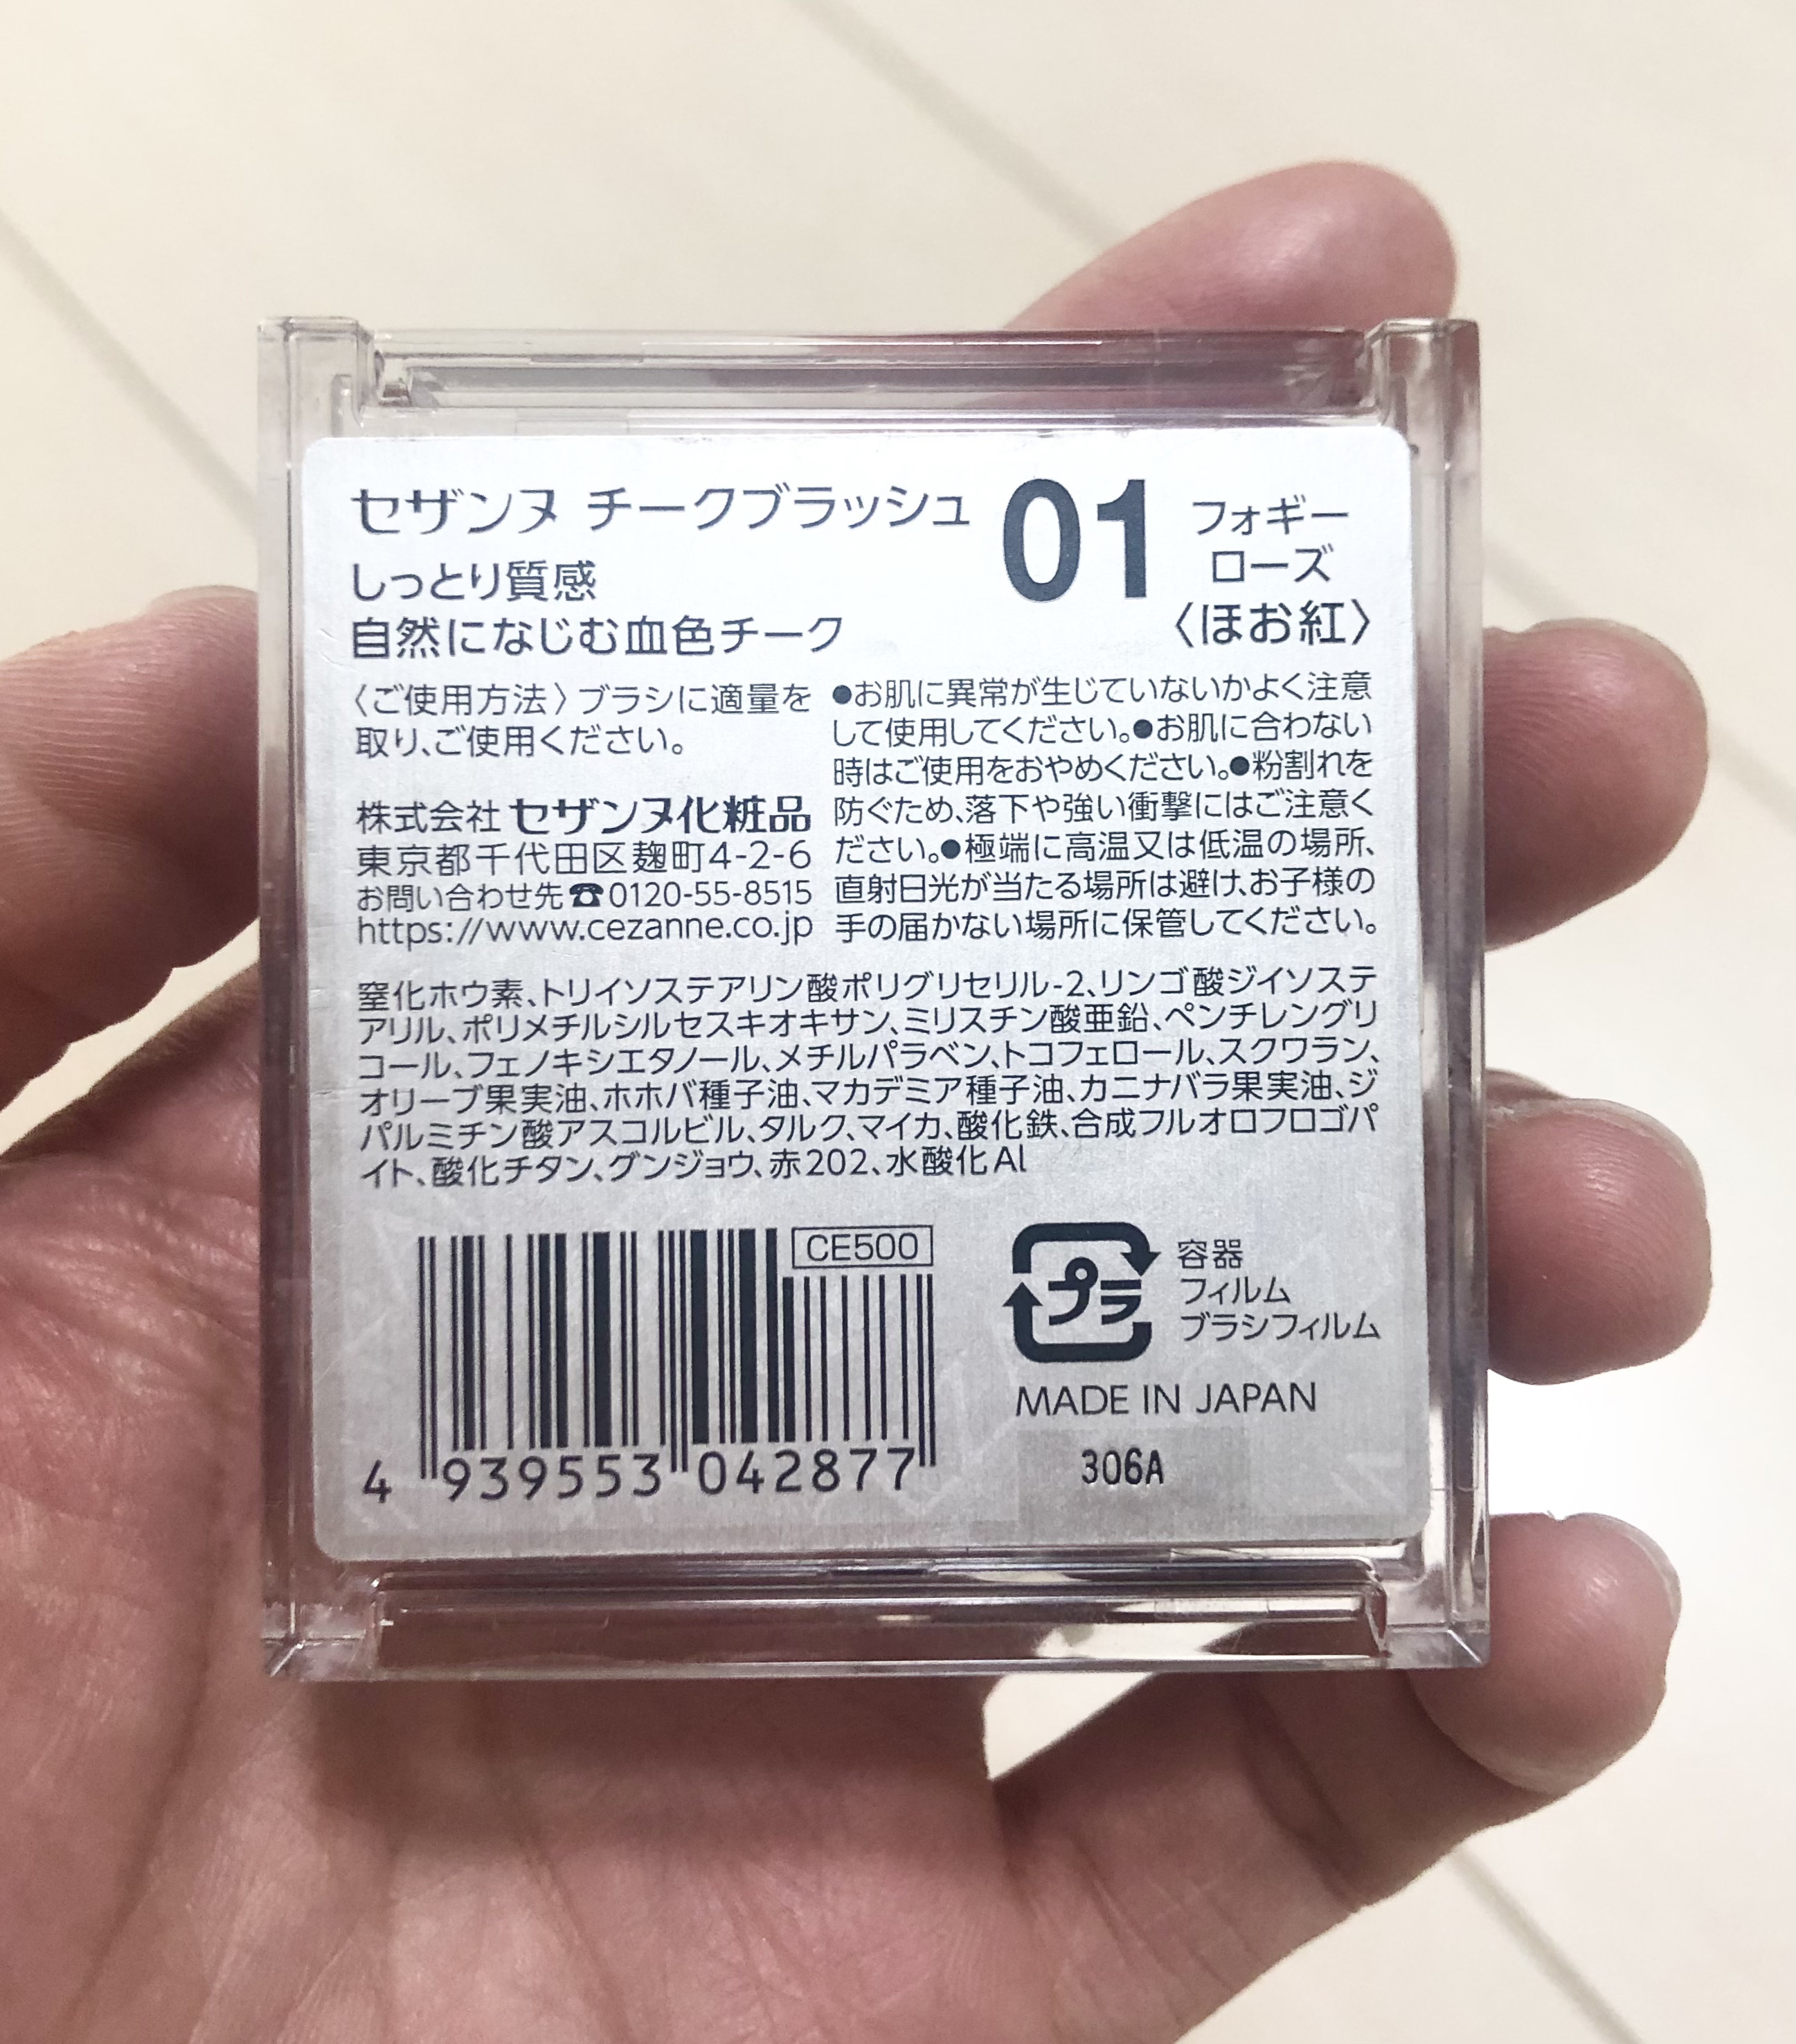 セザンヌ チークブラッシュ
しっとり質感
自然になじむ血色チーク
01
フォギー
ローズ
〈ほお紅〉
〈ご使用方法〉ブラシに適量を
取り、ご使用ください。
株式会社 セザンヌ化粧品
東京都千代田区麹町4-2-6
お問い合わせ先☎0120-55-8515
https://www.cezanne.co.jp
●お肌に異常が生じていないかよく注意
して使用してください。●お肌に合わない
時はご使用をおやめください。●粉割れを
防ぐため、落下や強い衝撃にはご注意く
ださい。●極端に高温又は低温の場所、
直射日光が当たる場所は避け、お子様の
手の届かない場所に保管してください。
窒化ホウ素、トリイソステアリン酸ポリグリセリル-2、リンゴ酸ジイソステ
アリル、ポリメチルシルセスキオキサン、ミリスチン酸亜鉛、ペンチレングリ
コール、フェノキシエタノール、メチルパラベン、トコフェロール、スクワラン、
オリーブ果実油、ホホバ種子油、マカデミア種子油、カニナバラ果実油、ジ
パルミチン酸アスコルビル、タルク、マイカ、酸化鉄、合成フルオロフロゴパ
イト、酸化チタン、グンジョウ、赤202、水酸化Al
CE500
4 939553 042877
プラ
容器
フィルム
ブラシフィルム
MADE IN JAPAN
306A